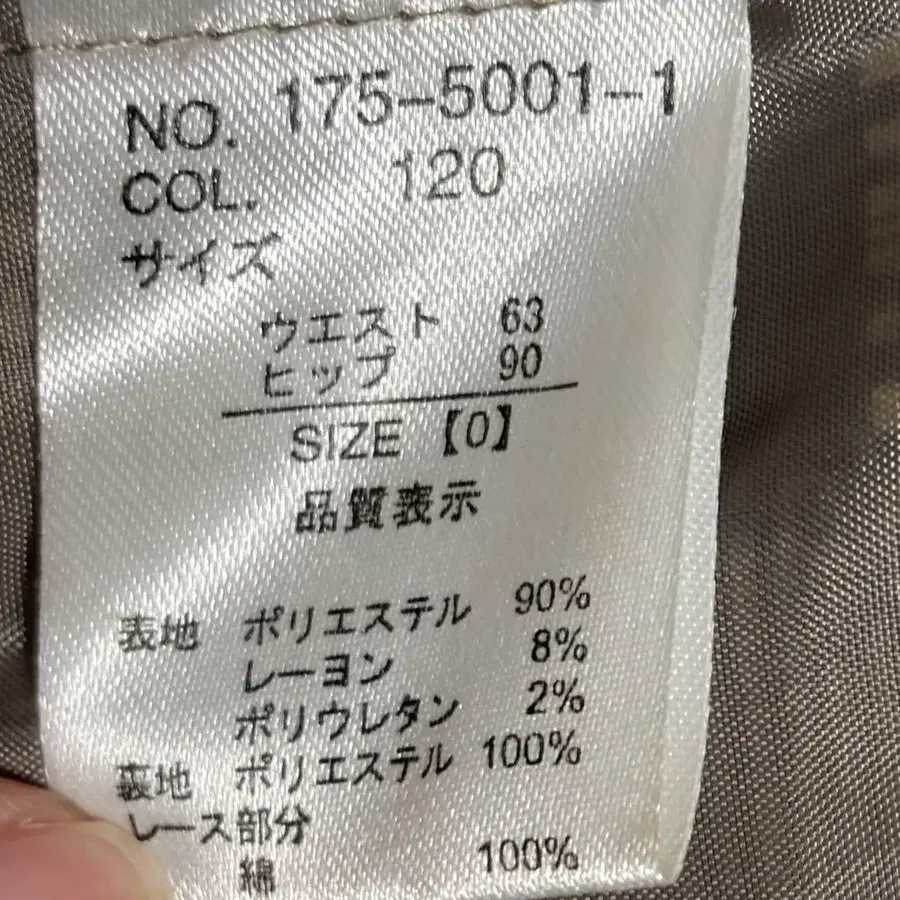 NO. 175-5001-1
COL. 120
サイズ
ウエスト 63
ヒップ 90
SIZE 【0】
品質表示
表地 ポリエステル 90%
レーヨン 8%
ポリウレタン 2%
裏地 ポリエステル 100%
レース部分
綿 100%